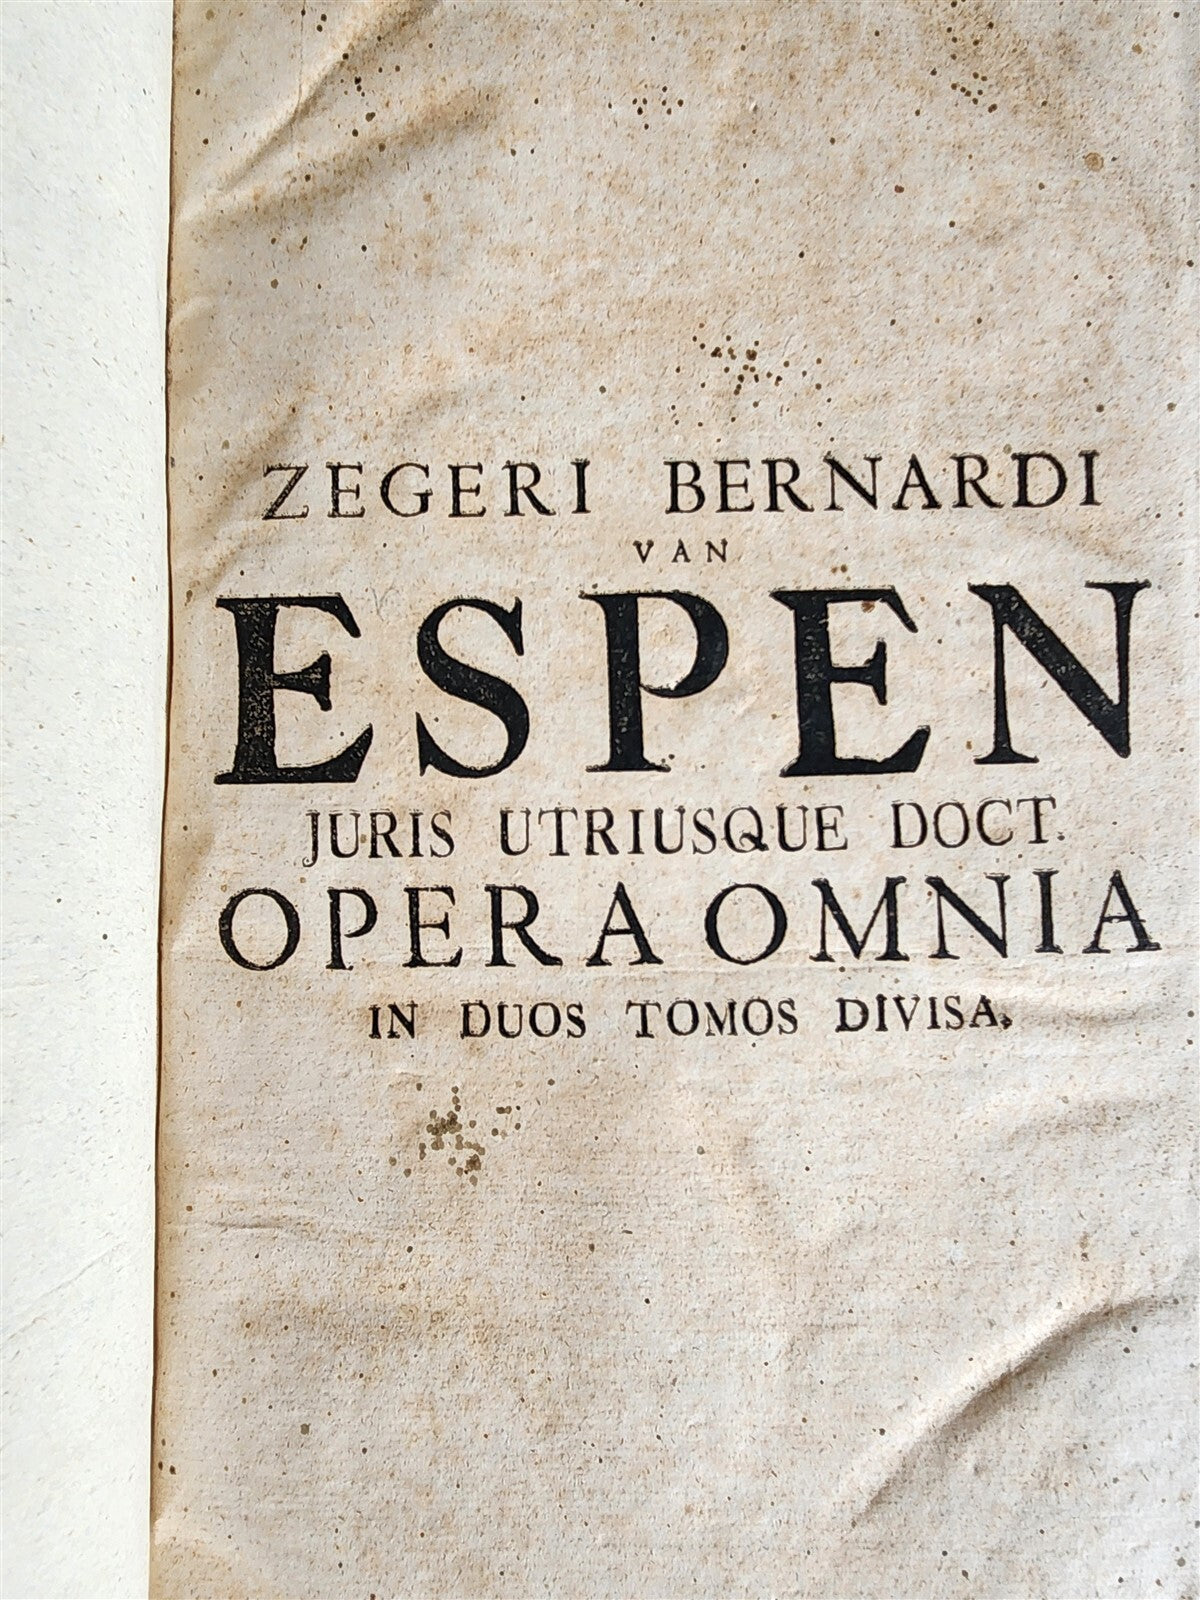 ZEGERI BERNARDI
VAN
ESPEN
JURIS UTRIUSQUE DOCT.
OPERA OMNIA
IN DUOS TOMOS DIVISA.